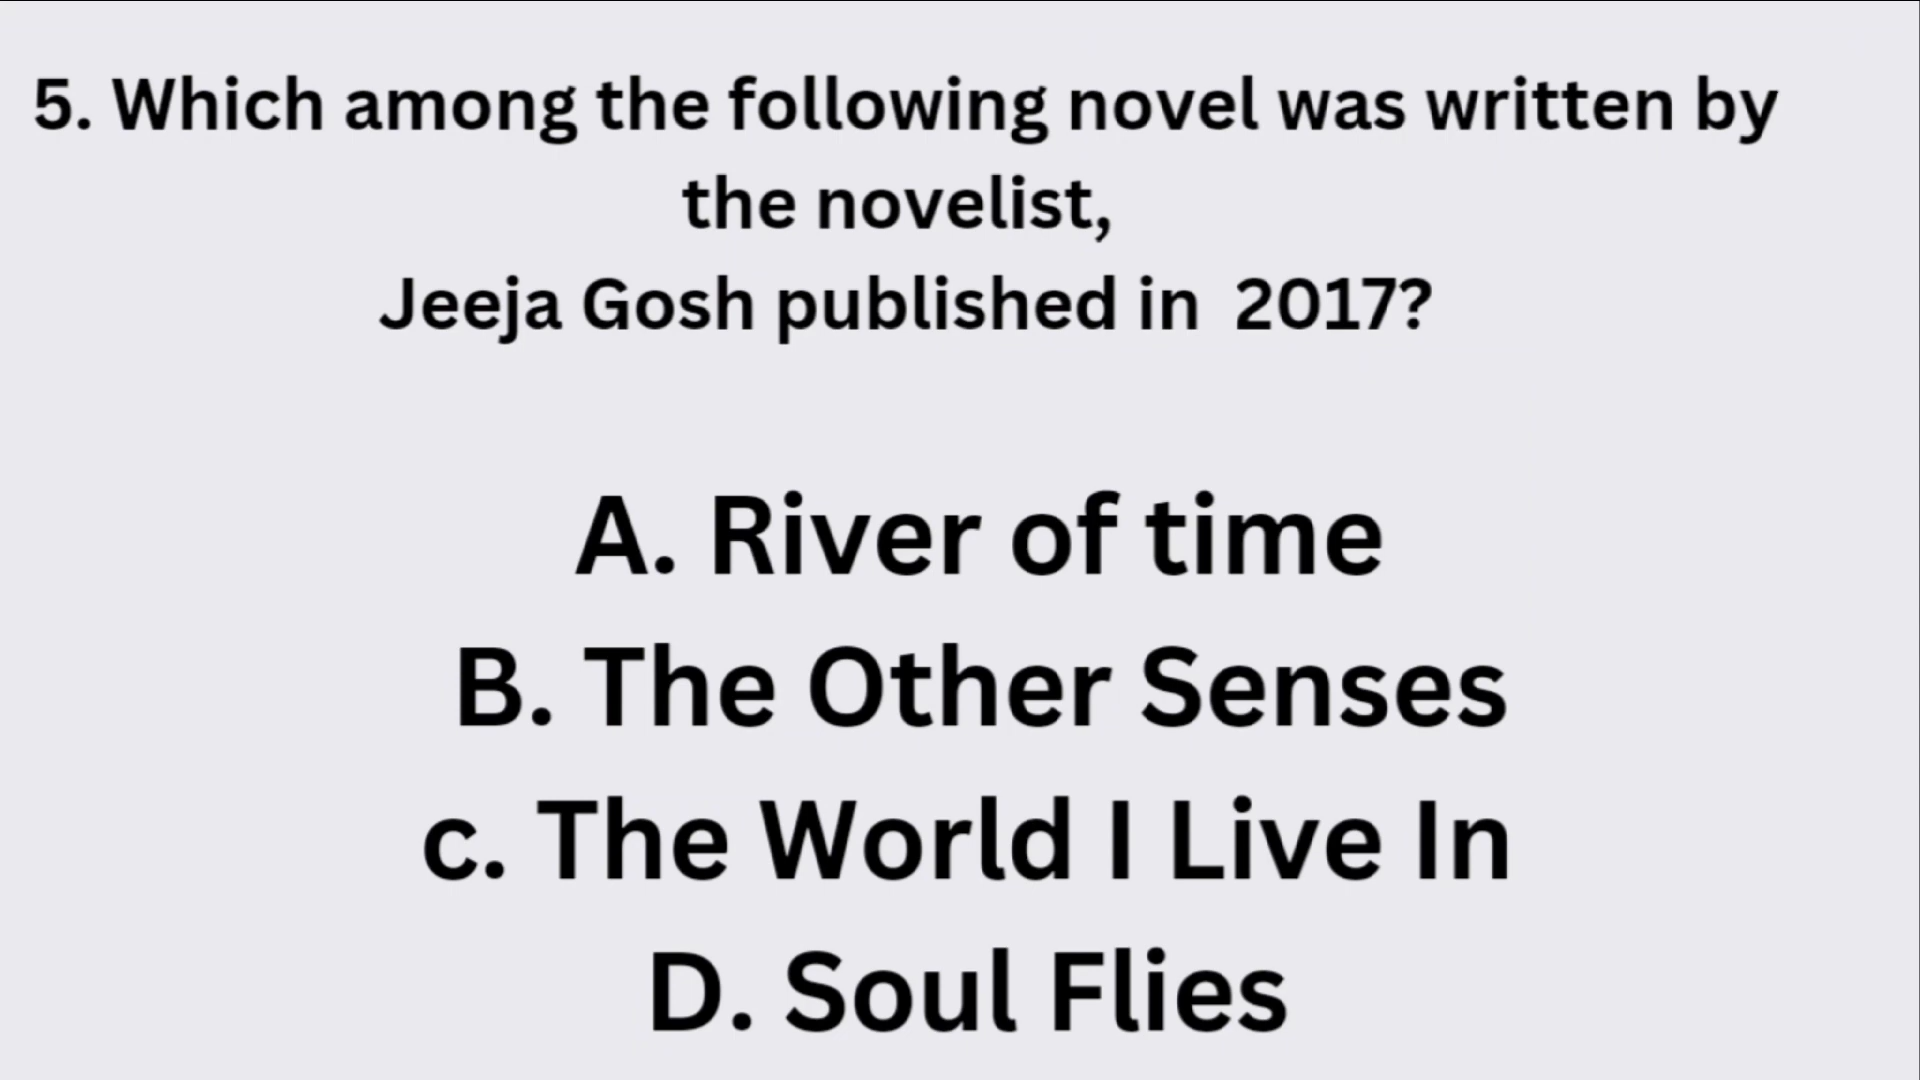 5. Which among the following novel was written by
the novelist,
Jeeja Gosh published in 2017?
A. River of time
B. The Other Senses
c. The World I Live In
D. Soul Flies